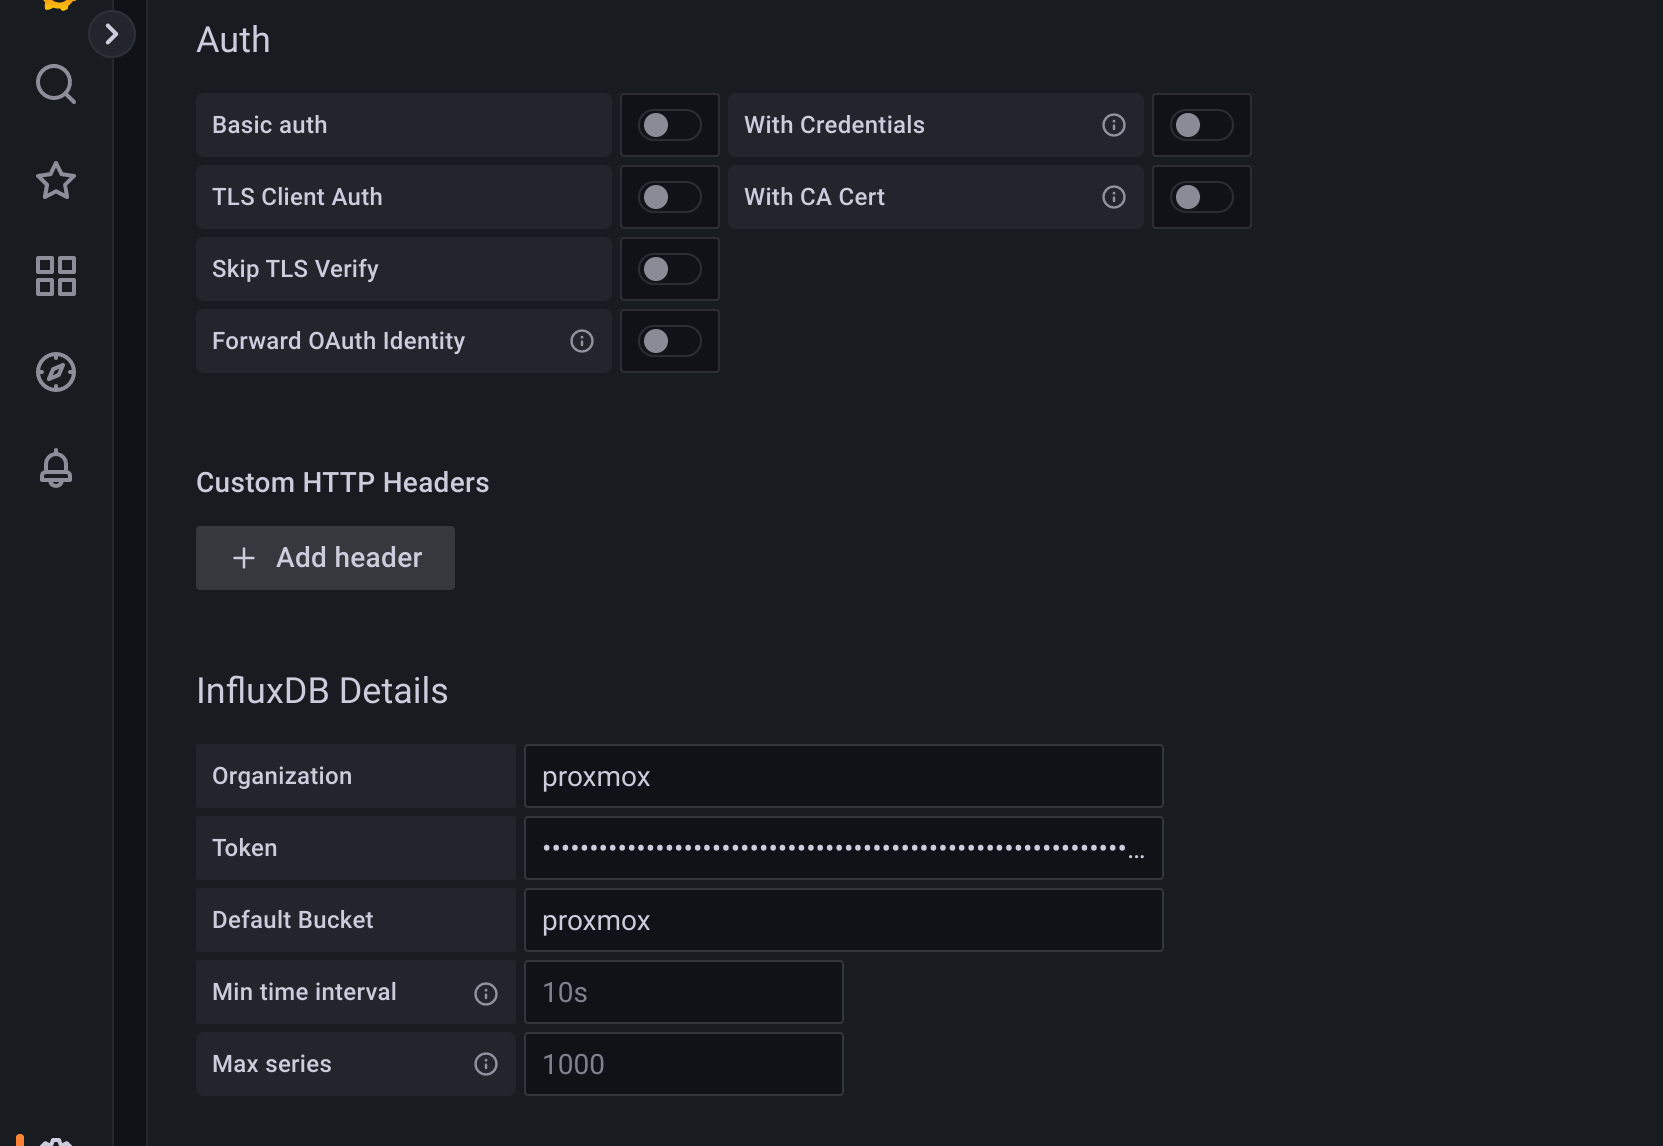 Auth
Basic auth
With Credentials
TLS Client Auth
With CA Cert
Skip TLS Verify
Forward OAuth Identity
Custom HTTP Headers
+ Add header
InfluxDB Details
Organization
proxmox
Token
Default Bucket
proxmox
Min time interval
10s
Max series
1000